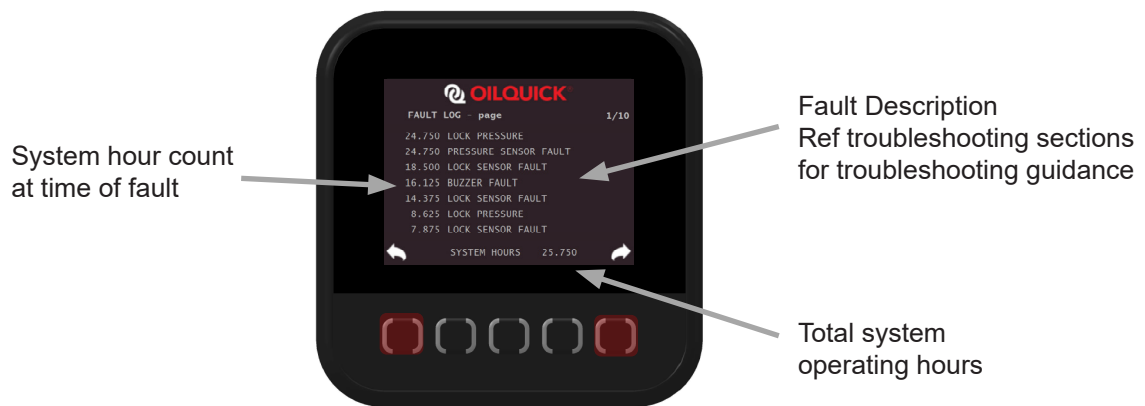 OILQUICK
FAULT LOG - page 1/10
24.750 LOCK PRESSURE
24.750 PRESSURE SENSOR FAULT
18.500 LOCK SENSOR FAULT
16.125 BUZZER FAULT
14.375 LOCK SENSOR FAULT
8.625 LOCK PRESSURE
7.875 LOCK SENSOR FAULT
SYSTEM HOURS 25.750
System hour count
at time of fault
Fault Description
Ref troubleshooting sections
for troubleshooting guidance
Total system
operating hours